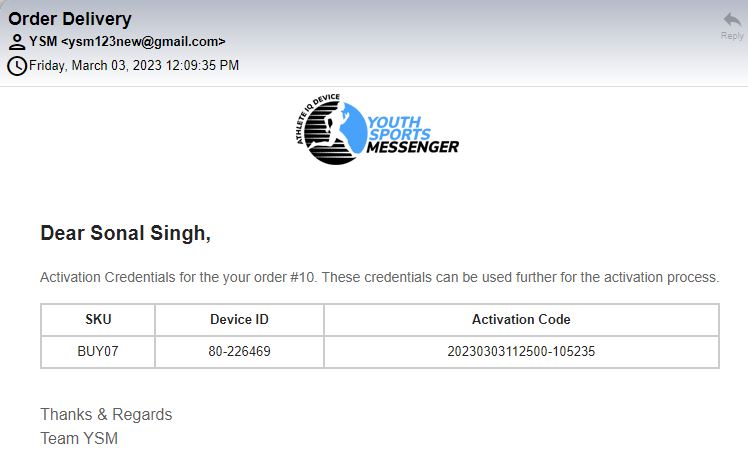 Order Delivery
YSM <ysm123new@gmail.com>
Reply
Friday, March 03, 2023 12:09:35 PM
ATHLETE IQ DEVICE
YOUTH
SPORTS
MESSENGER
Dear Sonal Singh,
Activation Credentials for the your order #10. These credentials can be used further for the activation process.
SKU Device ID Activation Code
BUY07 80-226469 20230303112500-105235
Thanks & Regards
Team YSM